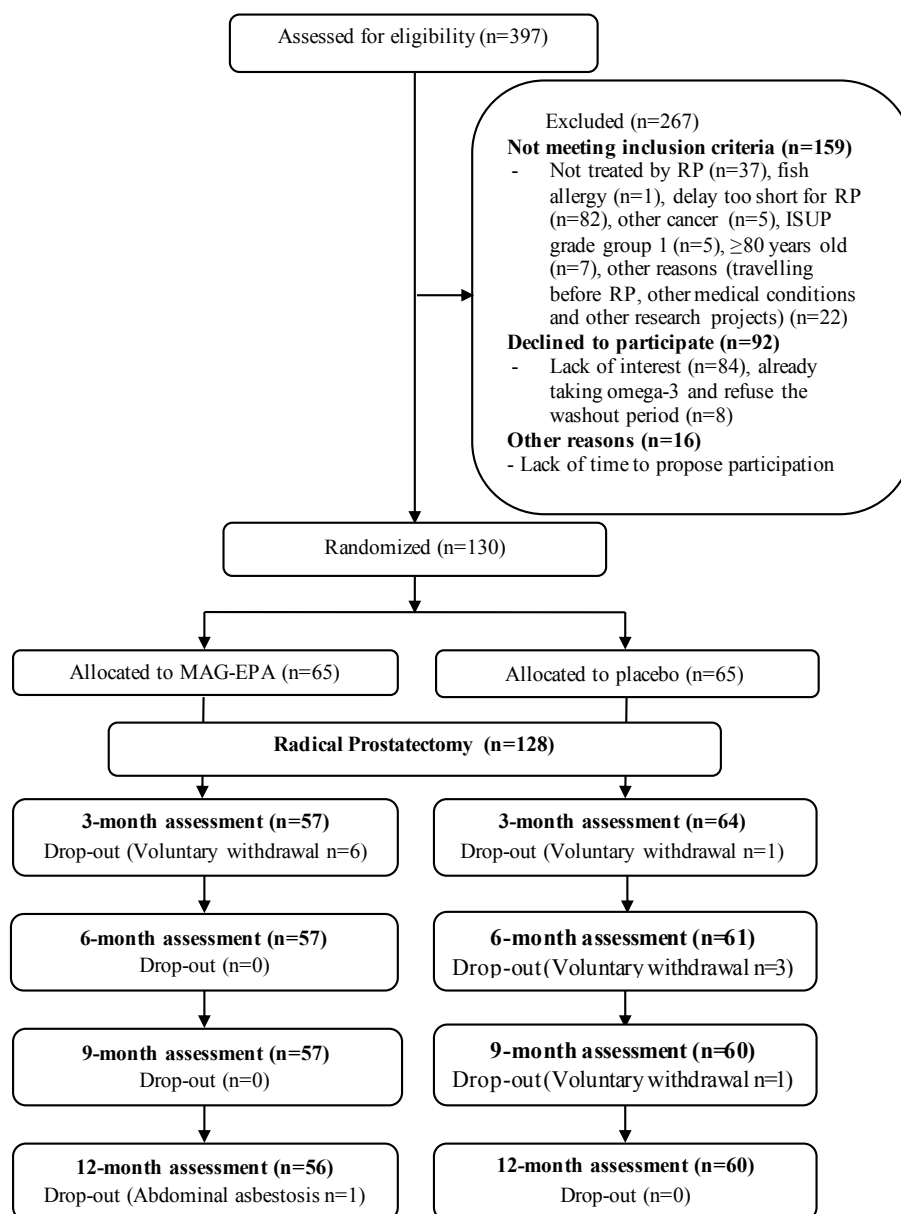 Assessed for eligibility (n=397)
Excluded (n=267)
Not meeting inclusion criteria (n=159)
- Not treated by RP (n=37), fish
allergy (n=1), delay too short for RP
(n=82), other cancer (n=5), ISUP
grade group 1 (n=5), ≥80 years old
(n=7), other reasons (travelling
before RP, other medical conditions
and other research projects) (n=22)
Declined to participate (n=92)
- Lack of interest (n=84), already
taking omega-3 and refuse the
washout period (n=8)
Other reasons (n=16)
- Lack of time to propose participation
Randomized (n=130)
Allocated to MAG-EPA (n=65)
Allocated to placebo (n=65)
Radical Prostatectomy (n=128)
3-month assessment (n=57)
Drop-out (Voluntary withdrawal n=6)
3-month assessment (n=64)
Drop-out (Voluntary withdrawal n=1)
6-month assessment (n=57)
Drop-out (n=0)
6-month assessment (n=61)
Drop-out (Voluntary withdrawal n=3)
9-month assessment (n=57)
Drop-out (n=0)
9-month assessment (n=60)
Drop-out (Voluntary withdrawal n=1)
12-month assessment (n=56)
Drop-out (Abdominal asbestosis n=1)
12-month assessment (n=60)
Drop-out (n=0)